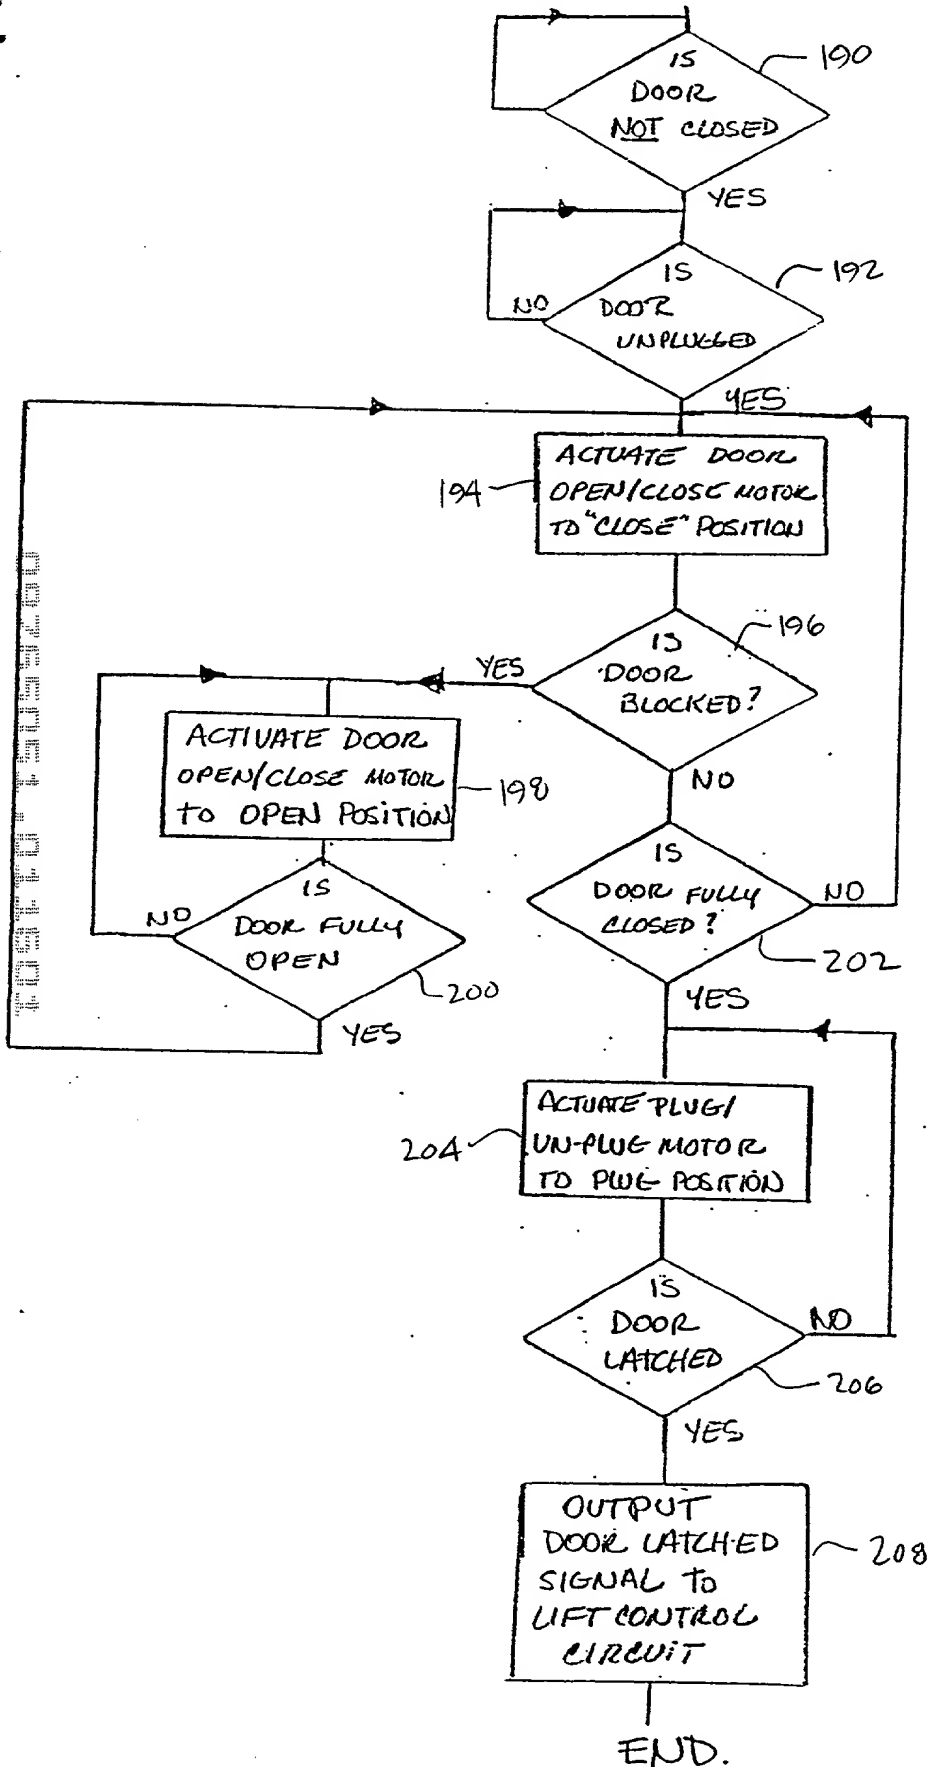 IS
DOOR
NOT CLOSED
190
YES
IS
DOOR
UNPLUGGED
192
NO
YES
ACTUATE DOOR
OPEN/CLOSE MOTOR
TO "CLOSE" POSITION
194
IS
DOOR
BLOCKED?
196
YES
NO
ACTIVATE DOOR
OPEN/CLOSE MOTOR
TO OPEN POSITION
198
IS
DOOR FULLY
OPEN
200
NO
YES
IS
DOOR FULLY
CLOSED?
202
NO
YES
ACTUATE PLUG/
UN-PLUG MOTOR
TO PLUG POSITION
204
IS
DOOR
LATCHED
206
NO
YES
OUTPUT
DOOR LATCHED
SIGNAL TO
LIFT CONTROL
CIRCUIT
208
END.